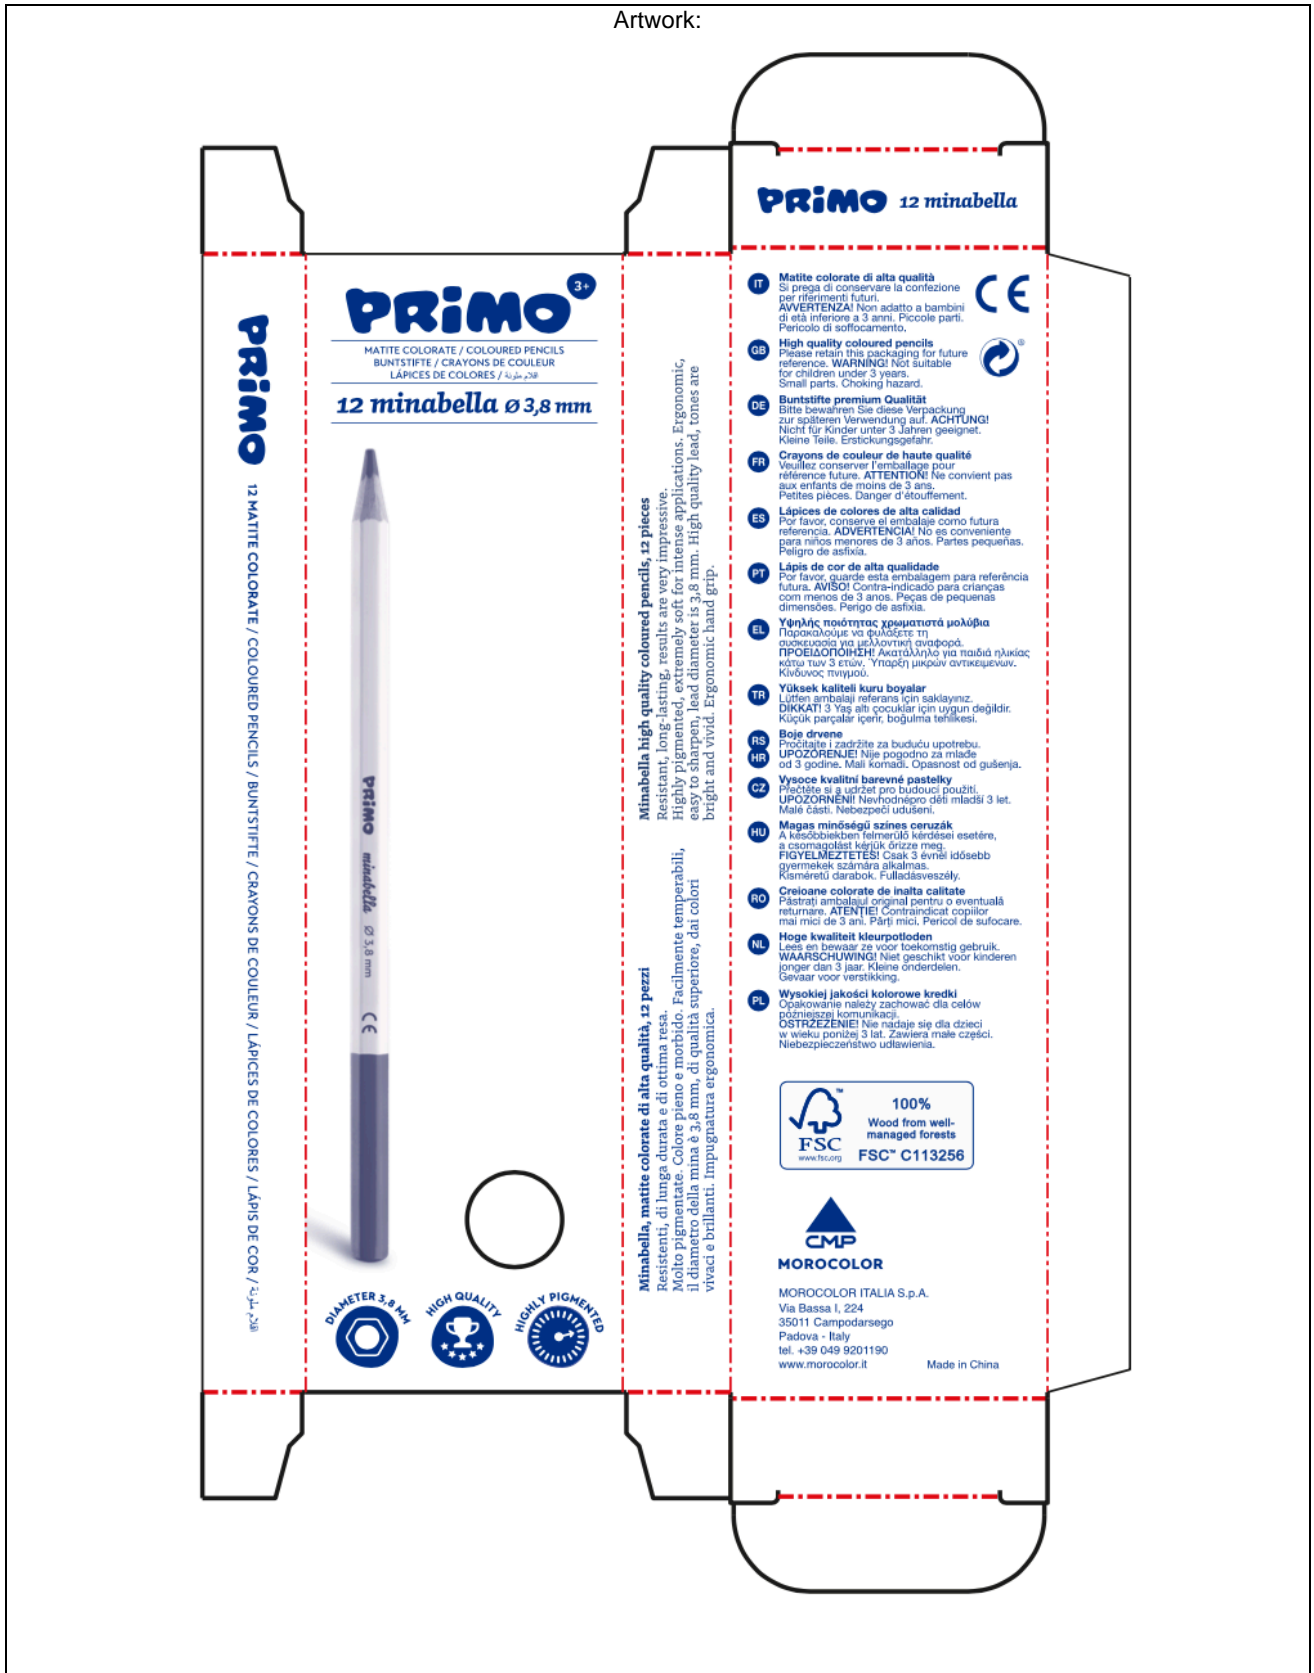 Artwork:
PRiMO 12 minabella
PRiMO 3+
MATITE COLORATE / COLOURED PENCILS
BUNTSTIFTE / CRAYONS DE COULEUR
LÁPICES DE COLORES / اقلام ملونة
12 minabella Ø 3,8 mm
PRiMO minabella Ø 3,8 mm CE
DIAMETER 3,8 MM
HIGH QUALITY
HIGHLY PIGMENTED
PRiMO 12 MATITE COLORATE / COLOURED PENCILS / BUNTSTIFTE / CRAYONS DE COULEUR / LÁPICES DE COLORES / LÁPIS DE COR / اقلام ملونة
Minabella high quality coloured pencils, 12 pieces
Resistant, long-lasting, results are very impressive.
Highly pigmented, extremely soft for intense applications. Ergonomic,
easy to sharpen, lead diameter is 3,8 mm. High quality lead, tones are
bright and vivid. Ergonomic hand grip.
Minabella, matite colorate di alta qualità, 12 pezzi
Resistenti, di lunga durata e di ottima resa.
Molto pigmentate. Colore pieno e morbido. Facilmente temperabili,
il diametro della mina è 3,8 mm, di qualità superiore, dai colori
vivaci e brillanti. Impugnatura ergonomica.
IT Matite colorate di alta qualità
Si prega di conservare la confezione
per riferimenti futuri.
AVVERTENZA! Non adatto a bambini
di età inferiore a 3 anni. Piccole parti.
Pericolo di soffocamento.
CE
GB High quality coloured pencils
Please retain this packaging for future
reference. WARNING! Not suitable
for children under 3 years.
Small parts. Choking hazard.
®
DE Buntstifte premium Qualität
Bitte bewahren Sie diese Verpackung
zur späteren Verwendung auf. ACHTUNG!
Nicht für Kinder unter 3 Jahren geeignet.
Kleine Teile. Erstickungsgefahr.
FR Crayons de couleur de haute qualité
Veuillez conserver l'emballage pour
référence future. ATTENTION! Ne convient pas
aux enfants de moins de 3 ans.
Petites pièces. Danger d'étouffement.
ES Lápices de colores de alta calidad
Por favor, conserve el embalaje como futura
referencia. ADVERTENCIA! No es conveniente
para niños menores de 3 años. Partes pequeñas.
Peligro de asfixía.
PT Lápis de cor de alta qualidade
Por favor, guarde esta embalagem para referência
futura. AVISO! Contra-indicado para crianças
com menos de 3 anos. Peças de pequenas
dimensões. Perigo de asfixia.
EL Υψηλής ποιότητας χρωματιστά μολύβια
Παρακαλούμε να φυλάξετε τη
συσκευασία για μελλοντική αναφορά.
ΠΡΟΕΙΔΟΠΟΙΗΣΗ! Ακατάλληλο για παιδιά ηλικίας
κάτω των 3 ετών. Ύπαρξη μικρών αντικειμενων.
Κίνδυνος πνιγμού.
TR Yüksek kaliteli kuru boyalar
Lütfen ambalaji referans için saklayınız.
DİKKAT! 3 Yaş altı çocuklar için uygun değildir.
Küçük parçalar içerir, boğulma tehlikesi.
RS HR Boje drvene
Pročitajte i zadržite za buduću upotrebu.
UPOZORENJE! Nije pogodno za mlađe
od 3 godine. Mali komadi. Opasnost od gušenja.
CZ Vysoce kvalitní barevné pastelky
Přečtěte si a udržet pro budoucí použití.
UPOZORNĚNÍ! Nevhodnépro děti mladší 3 let.
Malé části. Nebezpečí udušení.
HU Magas minőségű színes ceruzák
A későbbiekben felmerülő kérdései esetére,
a csomagolást kérjük őrizze meg.
FIGYELMEZTETÉS! Csak 3 évnél idősebb
gyermekek számára alkalmas.
Kisméretű darabok. Fulladásveszély.
RO Creioane colorate de inalta calitate
Păstrați ambalajul original pentru o eventuală
returnare. ATENȚIE! Contraindicat copiilor
mai mici de 3 ani. Părți mici. Pericol de sufocare.
NL Hoge kwaliteit kleurpotloden
Lees en bewaar ze voor toekomstig gebruik.
WAARSCHUWING! Niet geschikt voor kinderen
jonger dan 3 jaar. Kleine onderdelen.
Gevaar voor verstikking.
PL Wysokiej jakości kolorowe kredki
Opakowanie należy zachować dla celów
późniejszej komunikacji.
OSTRZEŻENIE! Nie nadaje się dla dzieci
w wieku poniżej 3 lat. Zawiera małe części.
Niebezpieczeństwo udławienia.
™
FSC
www.fsc.org
100%
Wood from well-
managed forests
FSC™ C113256
CMP
MOROCOLOR
MOROCOLOR ITALIA S.p.A.
Via Bassa I, 224
35011 Campodarsego
Padova - Italy
tel. +39 049 9201190
www.morocolor.it Made in China